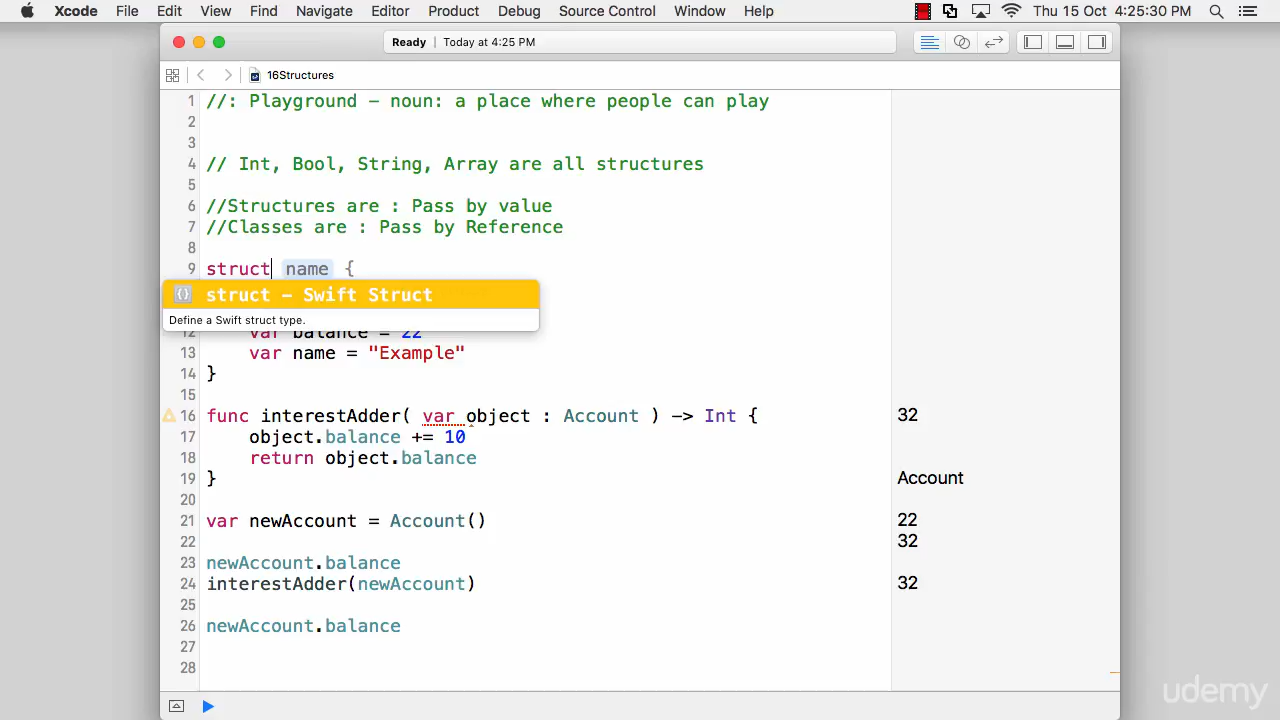 Xcode File Edit View Find Navigate Editor Product Debug Source Control Window Help Thu 15 Oct 4:25:30 PM
Ready | Today at 4:25 PM
16Structures
1 //: Playground - noun: a place where people can play
2
3
4 // Int, Bool, String, Array are all structures
5
6 //Structures are : Pass by value
7 //Classes are : Pass by Reference
8
9 struct name {
{} struct - Swift Struct
Define a Swift struct type.
12 var balance = 22
13 var name = "Example"
14 }
15
16 func interestAdder( var object : Account ) -> Int { 32
17 object.balance += 10
18 return object.balance
19 } Account
20
21 var newAccount = Account() 22
22 32
23 newAccount.balance
24 interestAdder(newAccount) 32
25
26 newAccount.balance
27
28
udemy